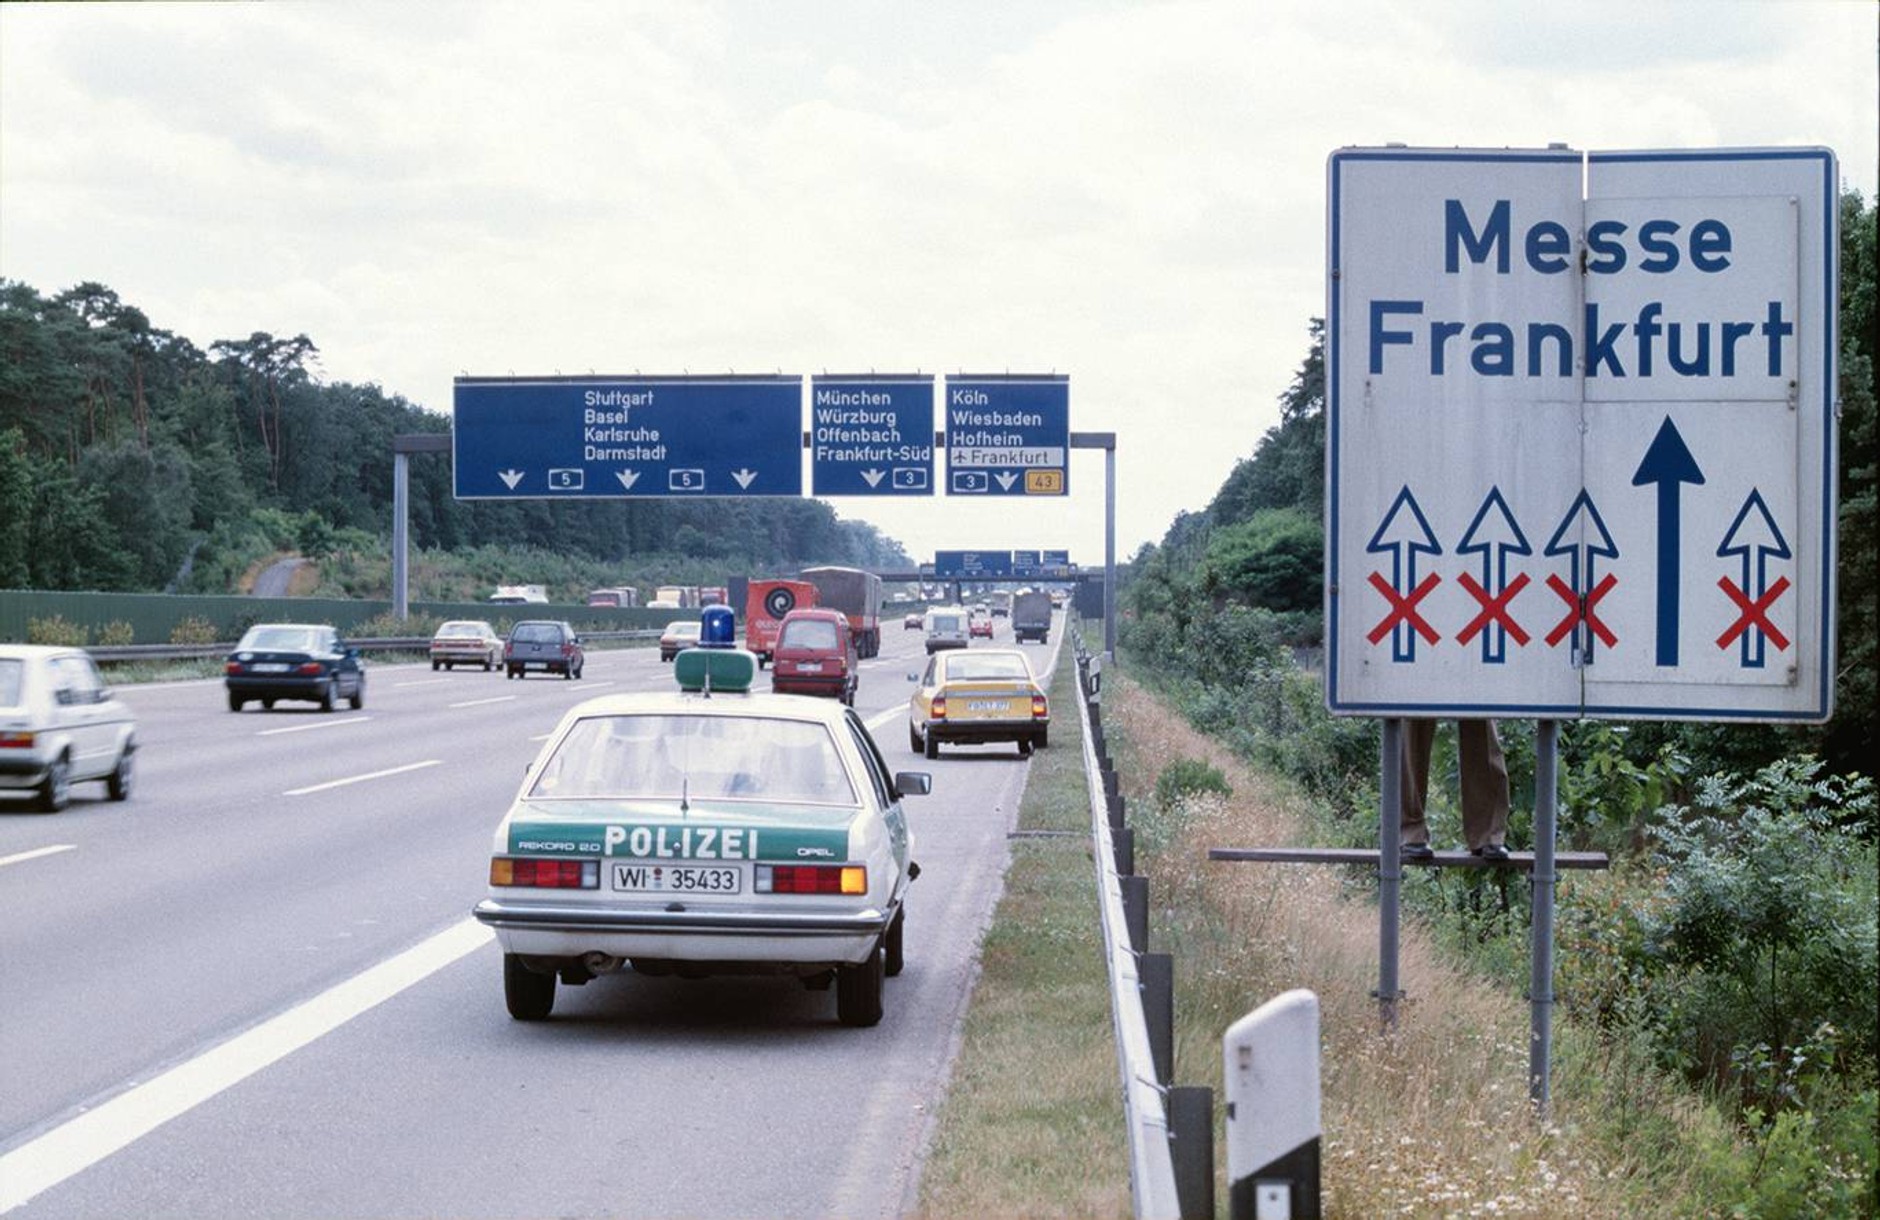 Stuttgart
Basel
Karlsruhe
Darmstadt
5
5
München
Würzburg
Offenbach
Frankfurt-Süd
3
Köln
Wiesbaden
Hofheim
Frankfurt
3
43
Messe
Frankfurt
REKORD 2.0
POLIZEI
OPEL
WI 35433